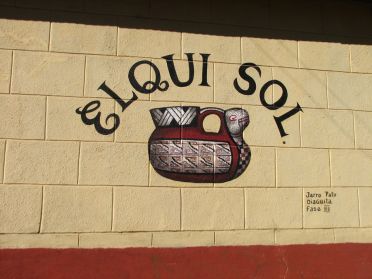 ELQUI SOL.
Jarro Pato
Diaguita
Fase III